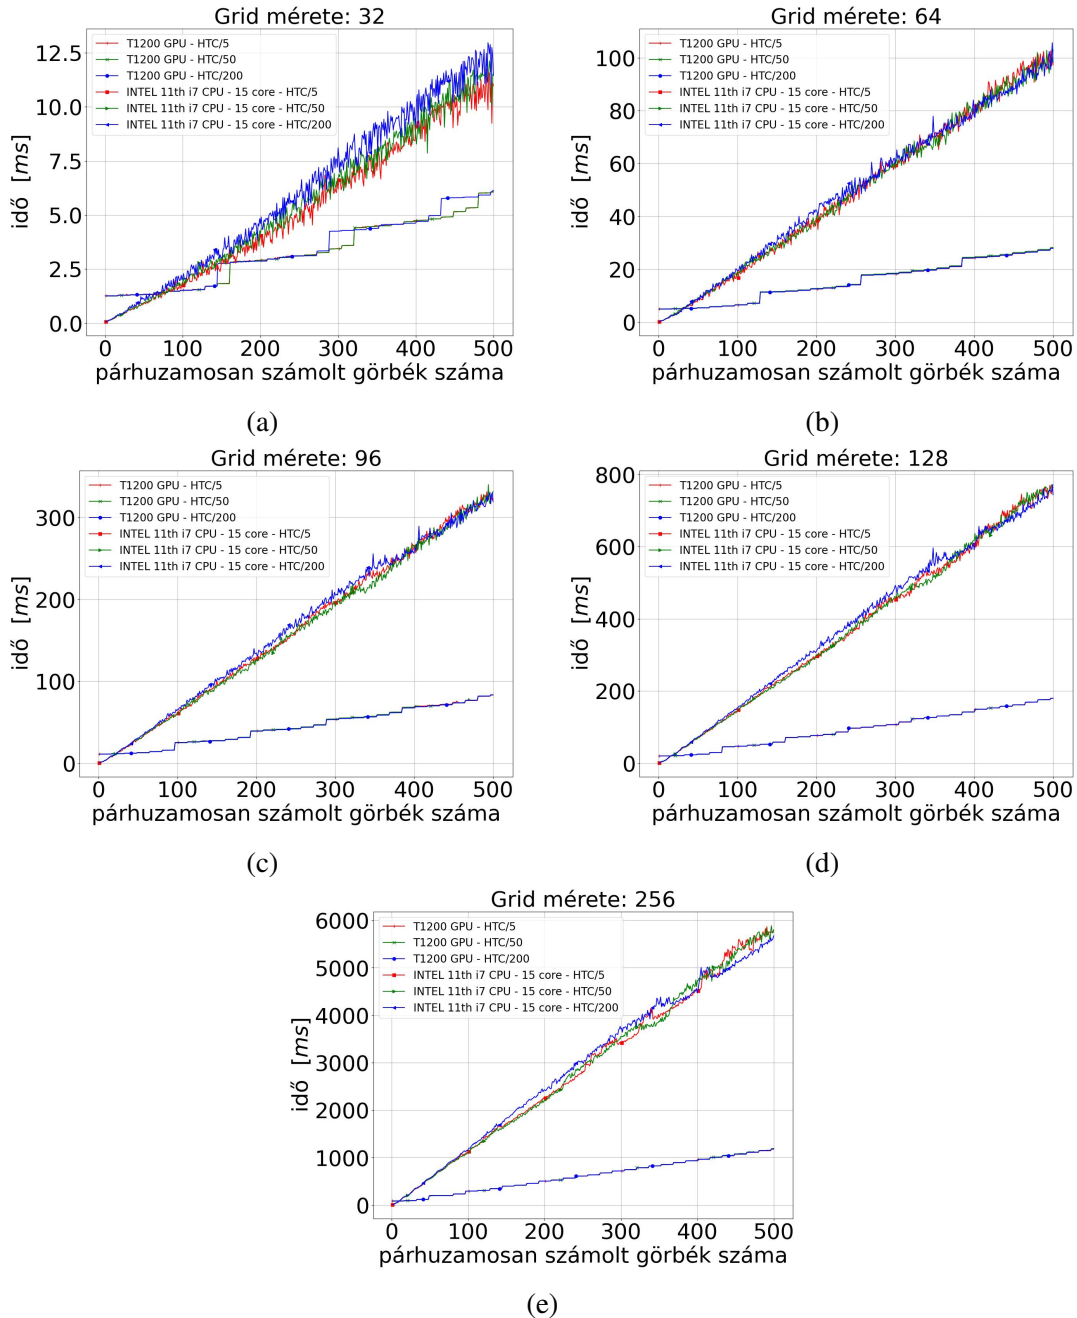 Grid mérete: 32
T1200 GPU - HTC/5
T1200 GPU - HTC/50
T1200 GPU - HTC/200
INTEL 11th i7 CPU - 15 core - HTC/5
INTEL 11th i7 CPU - 15 core - HTC/50
INTEL 11th i7 CPU - 15 core - HTC/200
idő [ms]
12.5
10.0
7.5
5.0
2.5
0.0
0 100 200 300 400 500
párhuzamosan számolt görbék száma
(a)
Grid mérete: 64
T1200 GPU - HTC/5
T1200 GPU - HTC/50
T1200 GPU - HTC/200
INTEL 11th i7 CPU - 15 core - HTC/5
INTEL 11th i7 CPU - 15 core - HTC/50
INTEL 11th i7 CPU - 15 core - HTC/200
idő [ms]
100
80
60
40
20
0
0 100 200 300 400 500
párhuzamosan számolt görbék száma
(b)
Grid mérete: 96
T1200 GPU - HTC/5
T1200 GPU - HTC/50
T1200 GPU - HTC/200
INTEL 11th i7 CPU - 15 core - HTC/5
INTEL 11th i7 CPU - 15 core - HTC/50
INTEL 11th i7 CPU - 15 core - HTC/200
idő [ms]
300
200
100
0
0 100 200 300 400 500
párhuzamosan számolt görbék száma
(c)
Grid mérete: 128
T1200 GPU - HTC/5
T1200 GPU - HTC/50
T1200 GPU - HTC/200
INTEL 11th i7 CPU - 15 core - HTC/5
INTEL 11th i7 CPU - 15 core - HTC/50
INTEL 11th i7 CPU - 15 core - HTC/200
idő [ms]
800
600
400
200
0
0 100 200 300 400 500
párhuzamosan számolt görbék száma
(d)
Grid mérete: 256
T1200 GPU - HTC/5
T1200 GPU - HTC/50
T1200 GPU - HTC/200
INTEL 11th i7 CPU - 15 core - HTC/5
INTEL 11th i7 CPU - 15 core - HTC/50
INTEL 11th i7 CPU - 15 core - HTC/200
idő [ms]
6000
5000
4000
3000
2000
1000
0
0 100 200 300 400 500
párhuzamosan számolt görbék száma
(e)